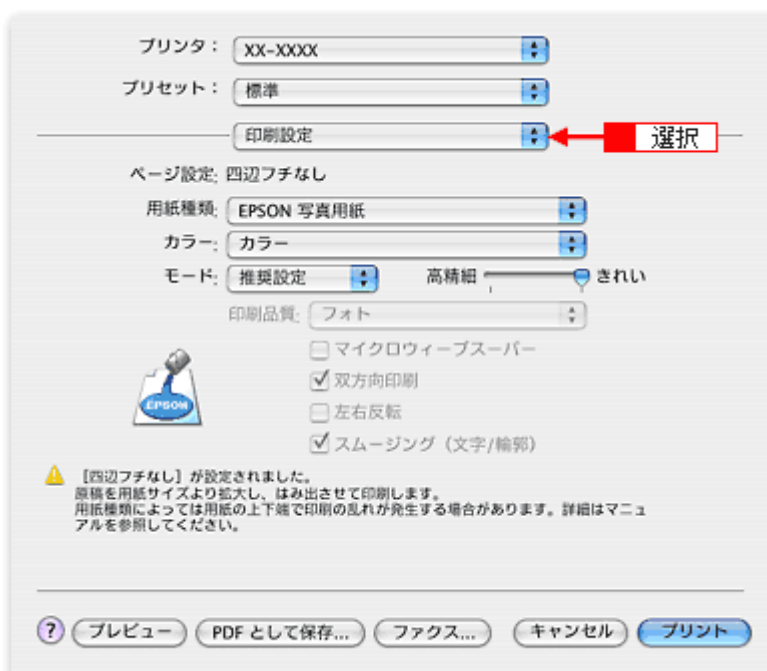 プリンタ： XX-XXXX
プリセット： 標準
印刷設定 選択
ページ設定: 四辺フチなし
用紙種類: EPSON 写真用紙
カラー: カラー
モード: 推奨設定 高精細 きれい
印刷品質: フォト
マイクロウィーブスーパー
双方向印刷
左右反転
スムージング（文字/輪郭）
EPSON
［四辺フチなし］が設定されました。
原稿を用紙サイズより拡大し、はみ出させて印刷します。
用紙種類によっては用紙の上下端で印刷の乱れが発生する場合があります。詳細はマニュ
アルを参照してください。
? プレビュー PDF として保存... ファクス... キャンセル プリント